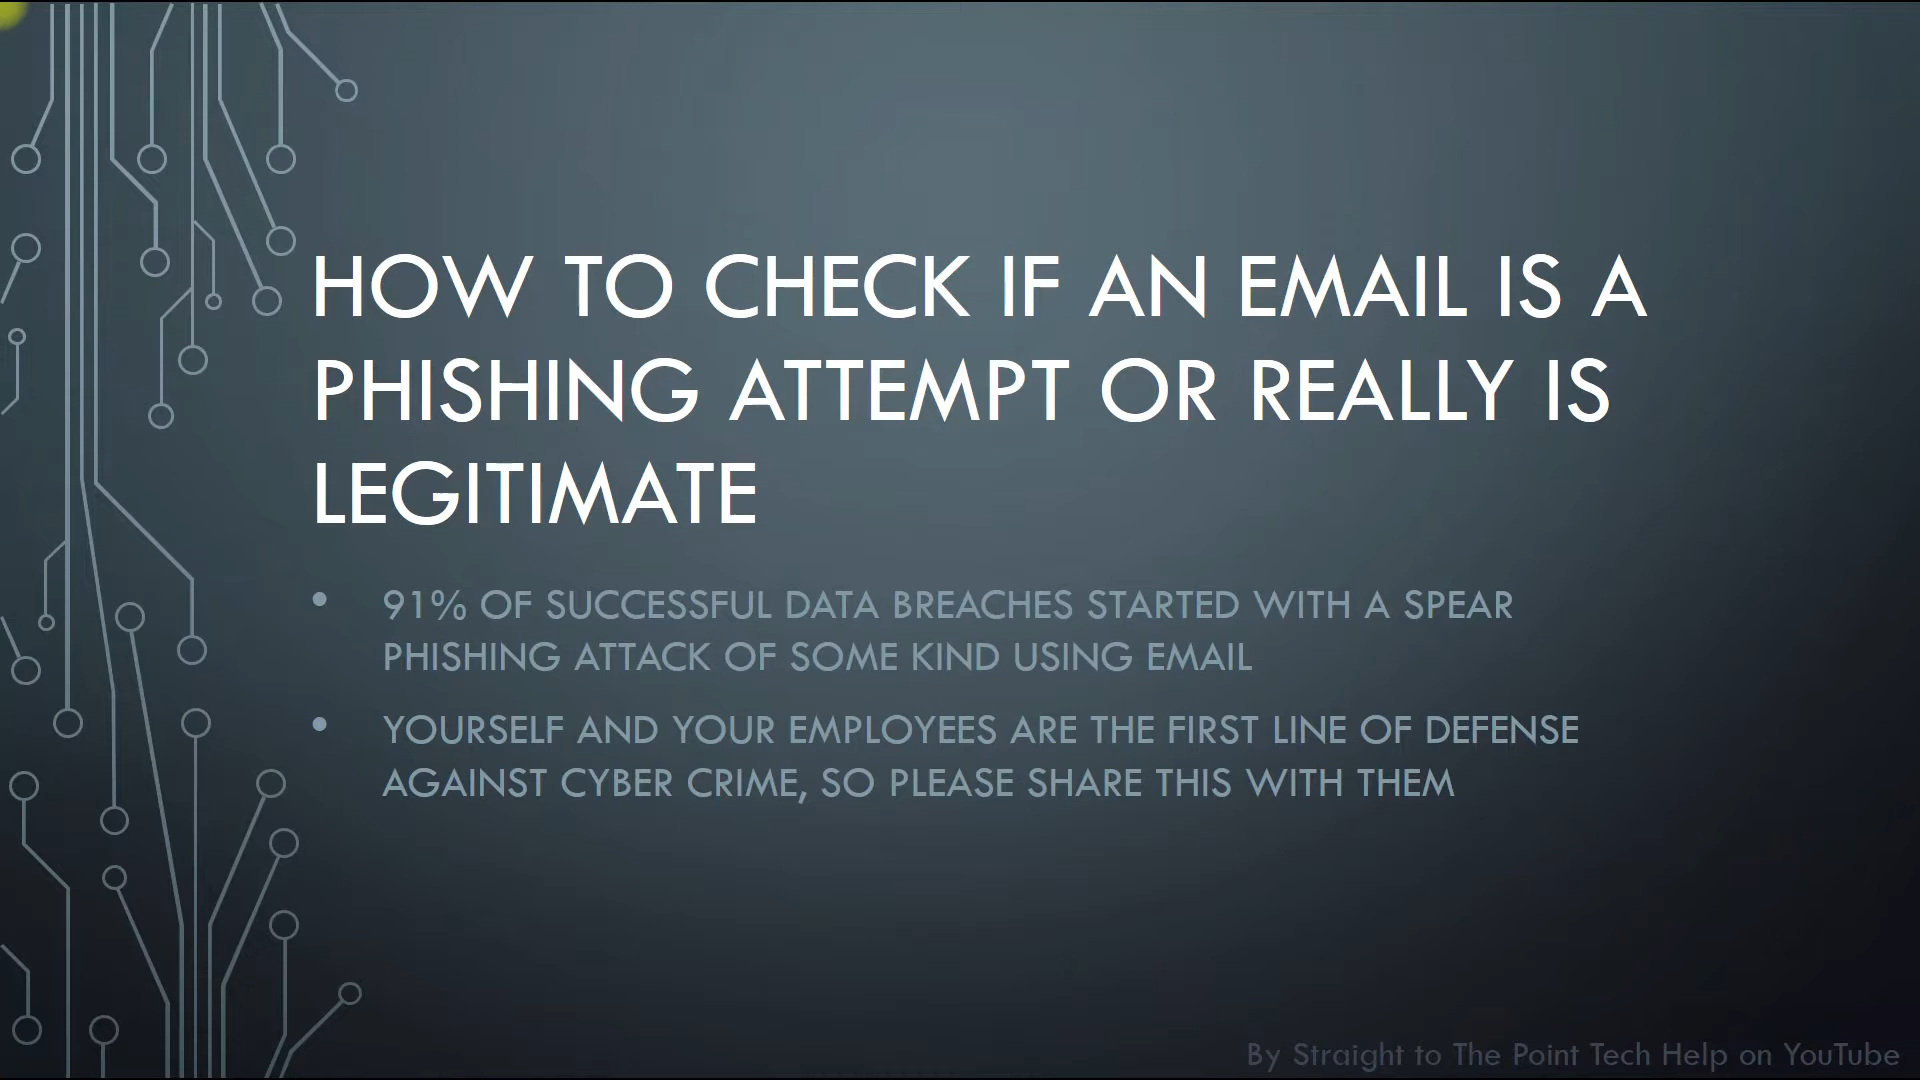 HOW TO CHECK IF AN EMAIL IS A
PHISHING ATTEMPT OR REALLY IS
LEGITIMATE
• 91% OF SUCCESSFUL DATA BREACHES STARTED WITH A SPEAR
PHISHING ATTACK OF SOME KIND USING EMAIL
• YOURSELF AND YOUR EMPLOYEES ARE THE FIRST LINE OF DEFENSE
AGAINST CYBER CRIME, SO PLEASE SHARE THIS WITH THEM
By Straight to The Point Tech Help on YouTube